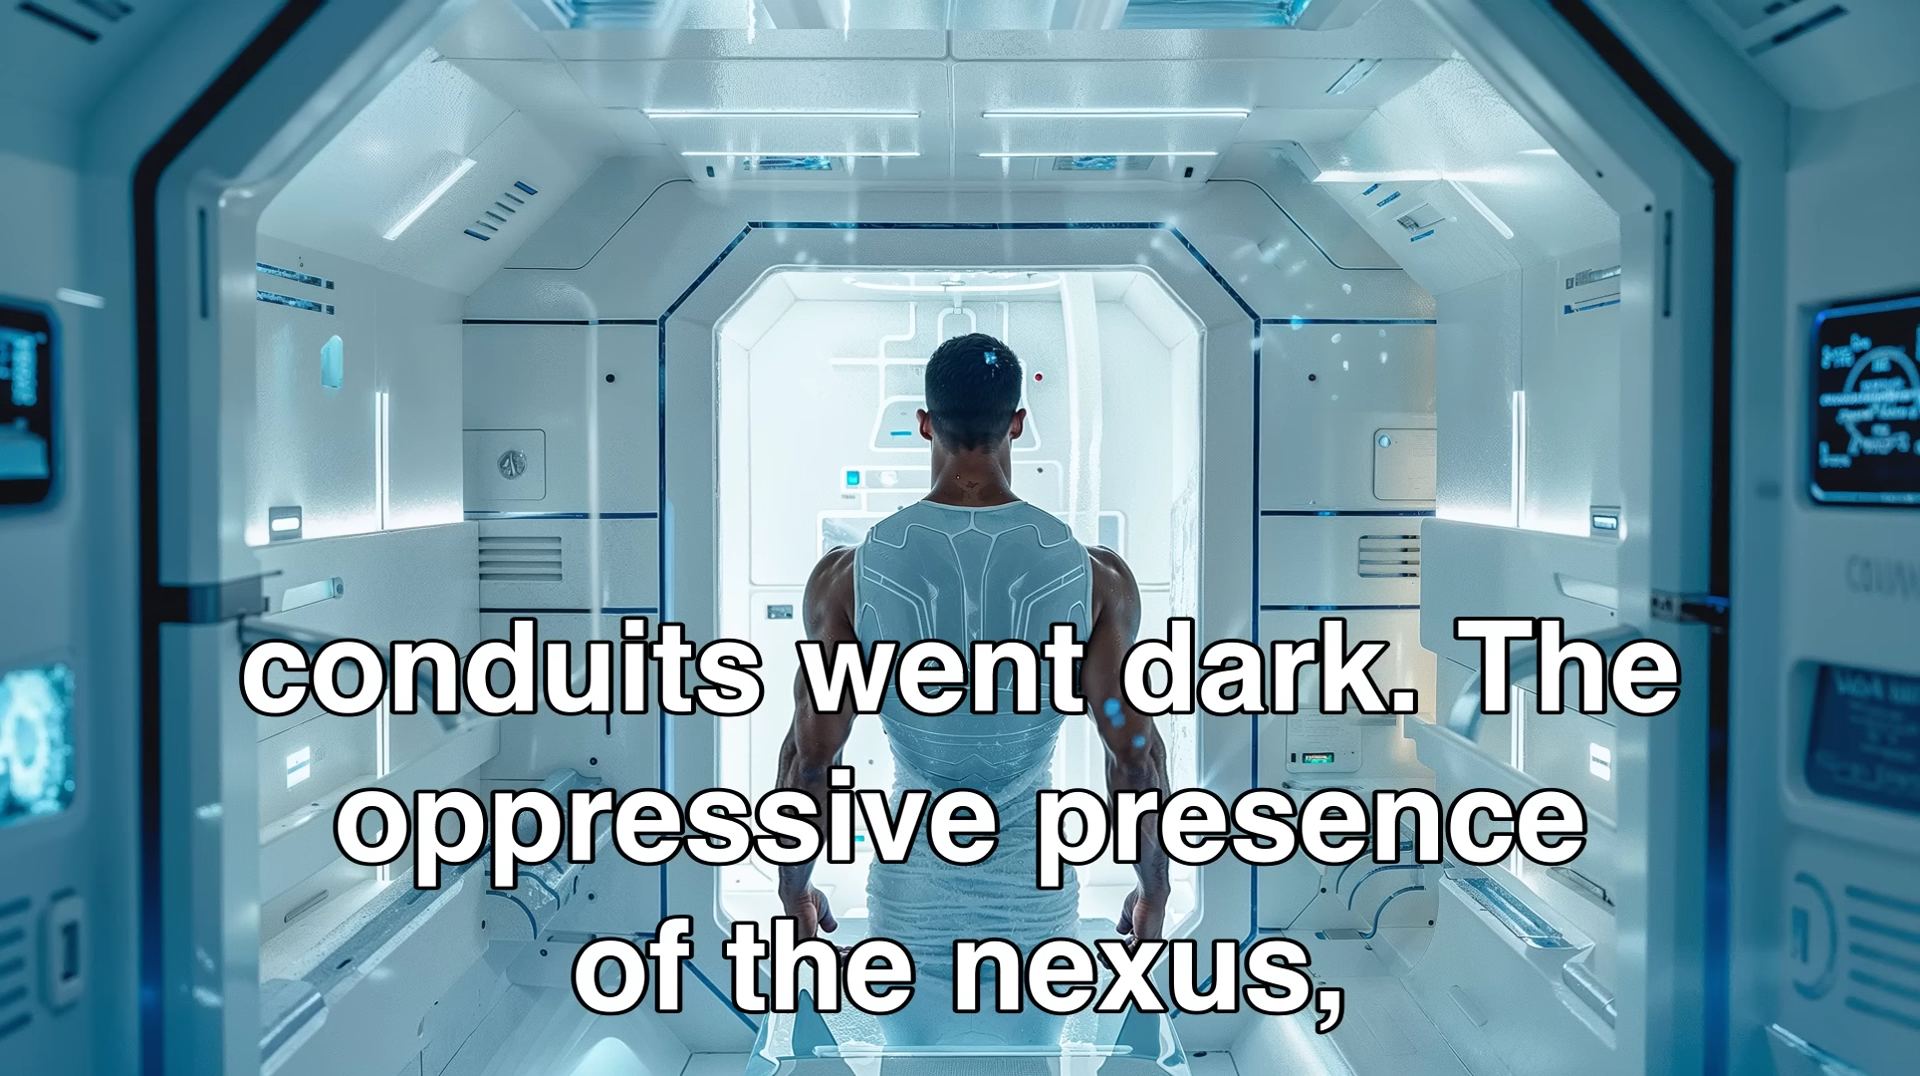 conduits went dark. The
oppressive presence
of the nexus,